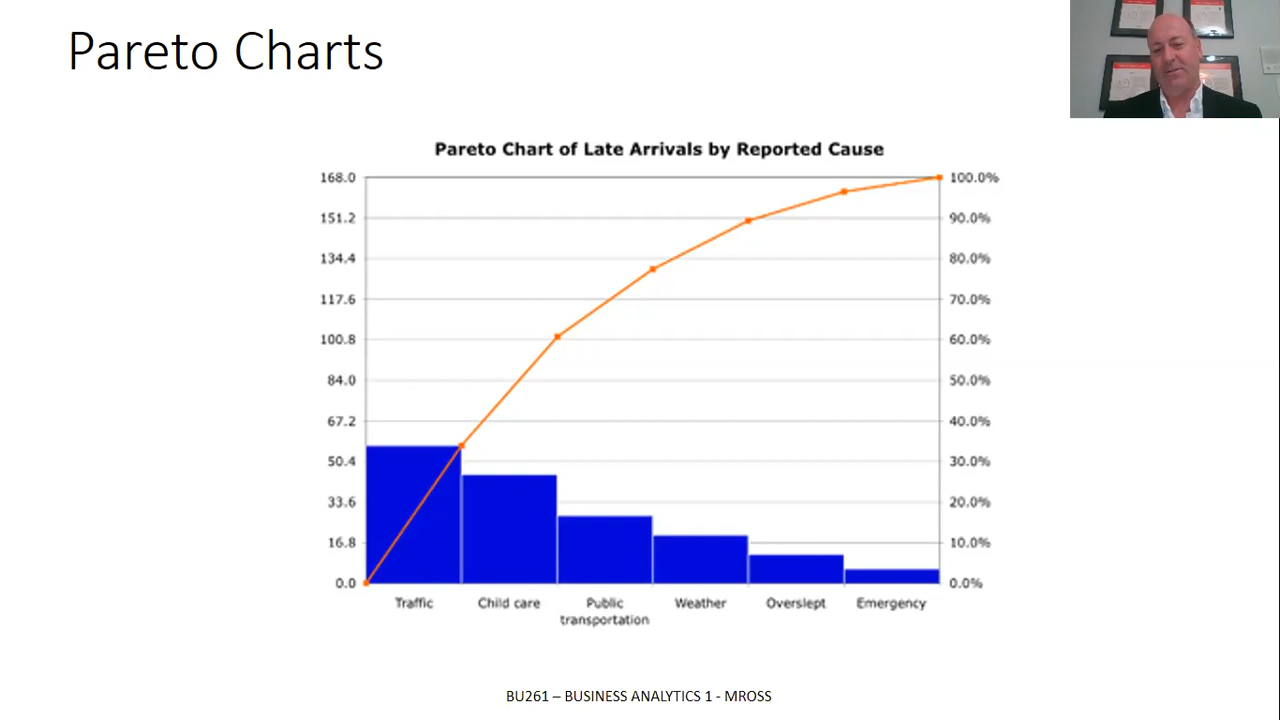 Pareto Charts
Pareto Chart of Late Arrivals by Reported Cause
168.0
151.2
134.4
117.6
100.8
84.0
67.2
50.4
33.6
16.8
0.0
100.0%
90.0%
80.0%
70.0%
60.0%
50.0%
40.0%
30.0%
20.0%
10.0%
0.0%
Traffic
Child care
Public
transportation
Weather
Overslept
Emergency
BU261 – BUSINESS ANALYTICS 1 - MROSS